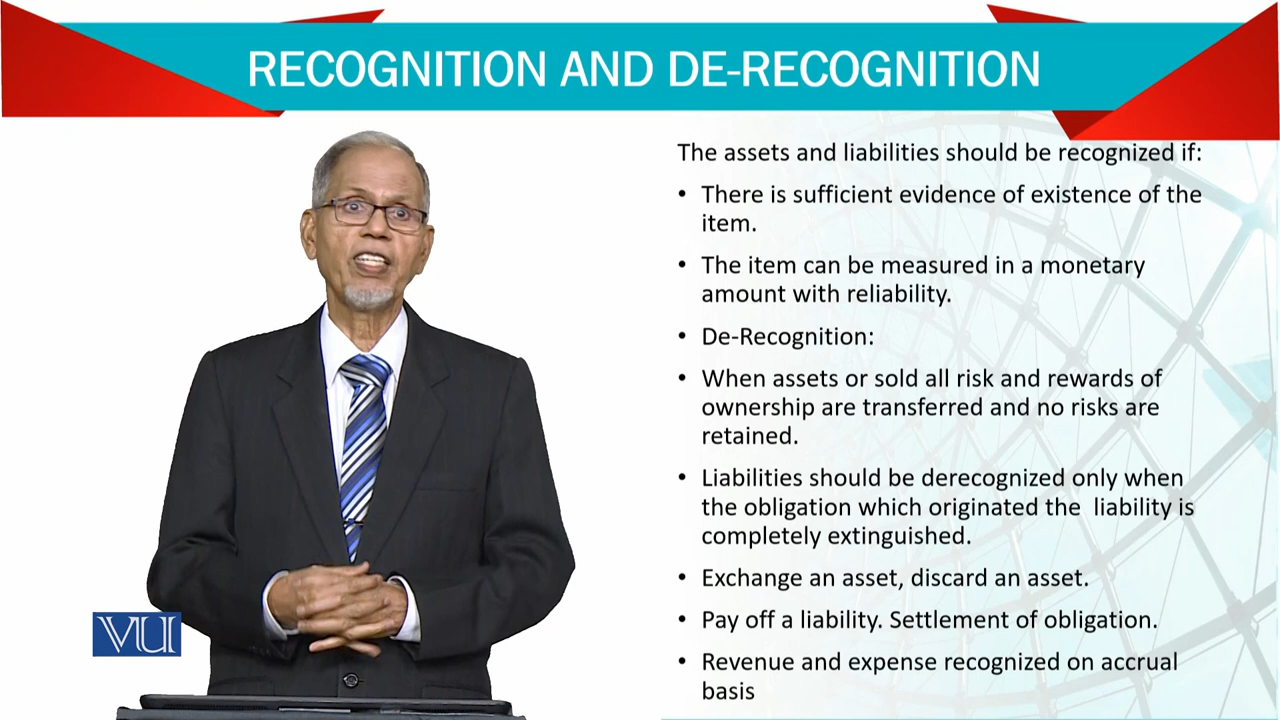 RECOGNITION AND DE-RECOGNITION
The assets and liabilities should be recognized if:
• There is sufficient evidence of existence of the
item.
• The item can be measured in a monetary
amount with reliability.
• De-Recognition:
• When assets or sold all risk and rewards of
ownership are transferred and no risks are
retained.
• Liabilities should be derecognized only when
the obligation which originated the  liability is
completely extinguished.
• Exchange an asset, discard an asset.
• Pay off a liability. Settlement of obligation.
• Revenue and expense recognized on accrual
basis
VU